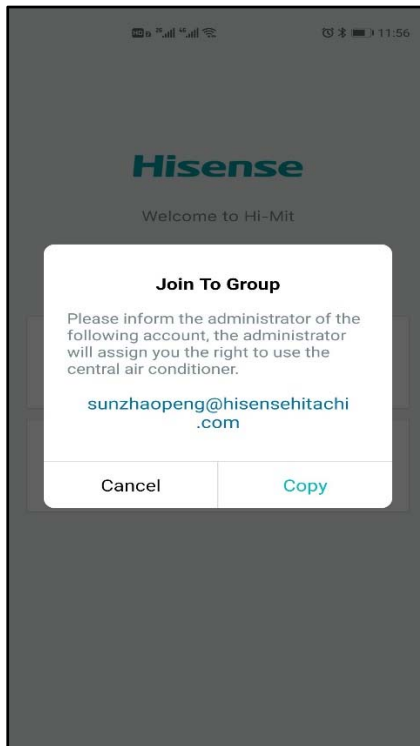 11:56
Hisense
Welcome to Hi-Mit
Join To Group
Please inform the administrator of the
following account, the administrator
will assign you the right to use the
central air conditioner.
sunzhaopeng@hisensehitachi
.com
Cancel Copy